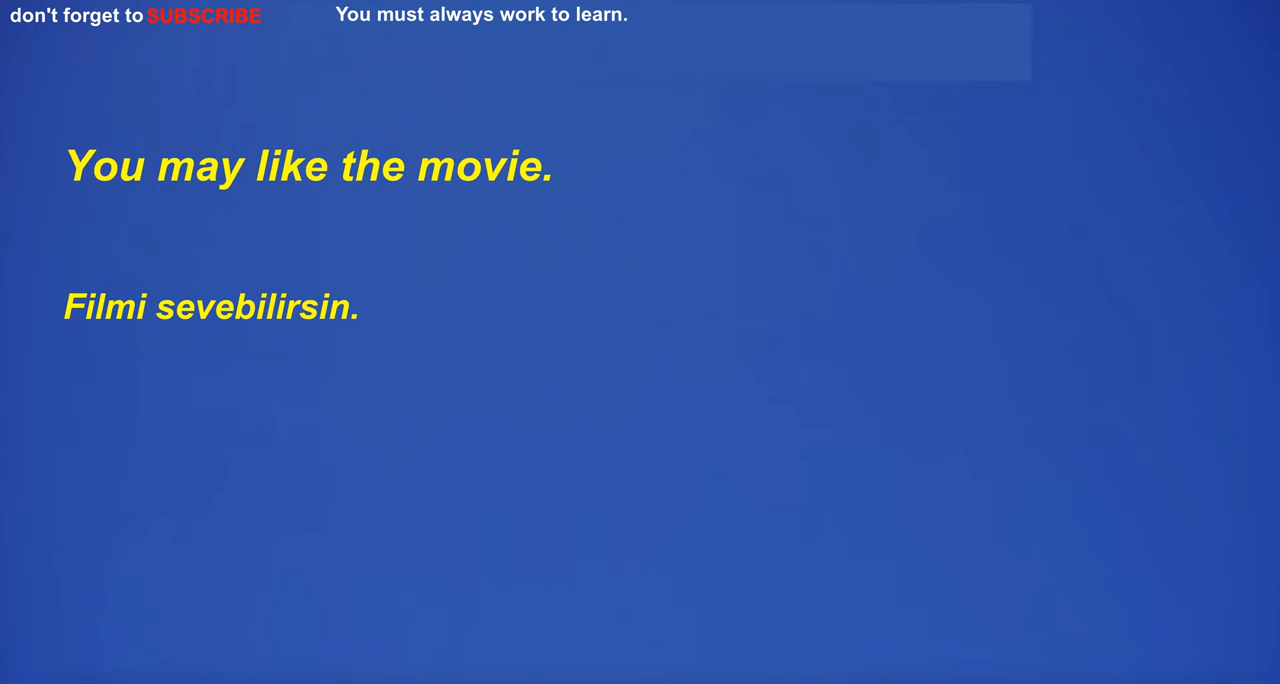 don't forget to SUBSCRIBE You must always work to learn.
You may like the movie.
Filmi sevebilirsin.